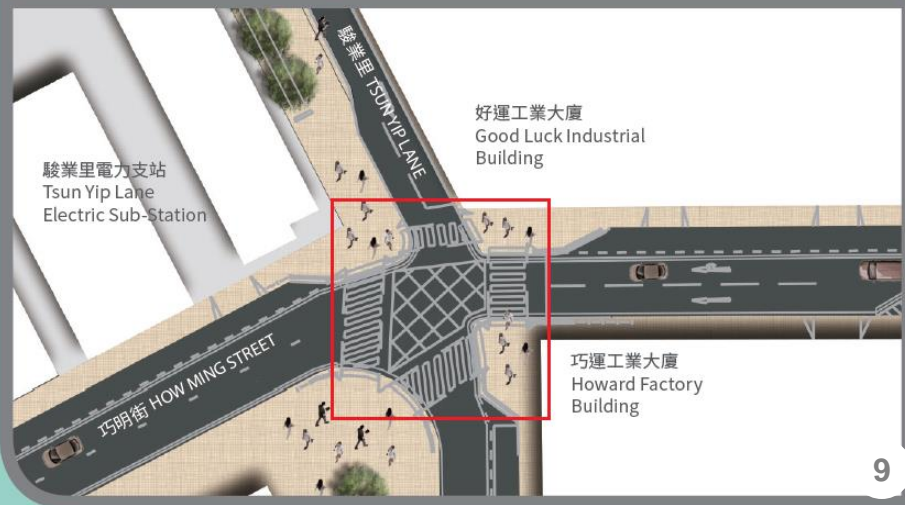 駿業里 TSUN YIP LANE
好運工業大廈
Good Luck Industrial
Building
駿業里電力支站
Tsun Yip Lane
Electric Sub-Station
巧明街 HOW MING STREET
巧運工業大廈
Howard Factory
Building
9